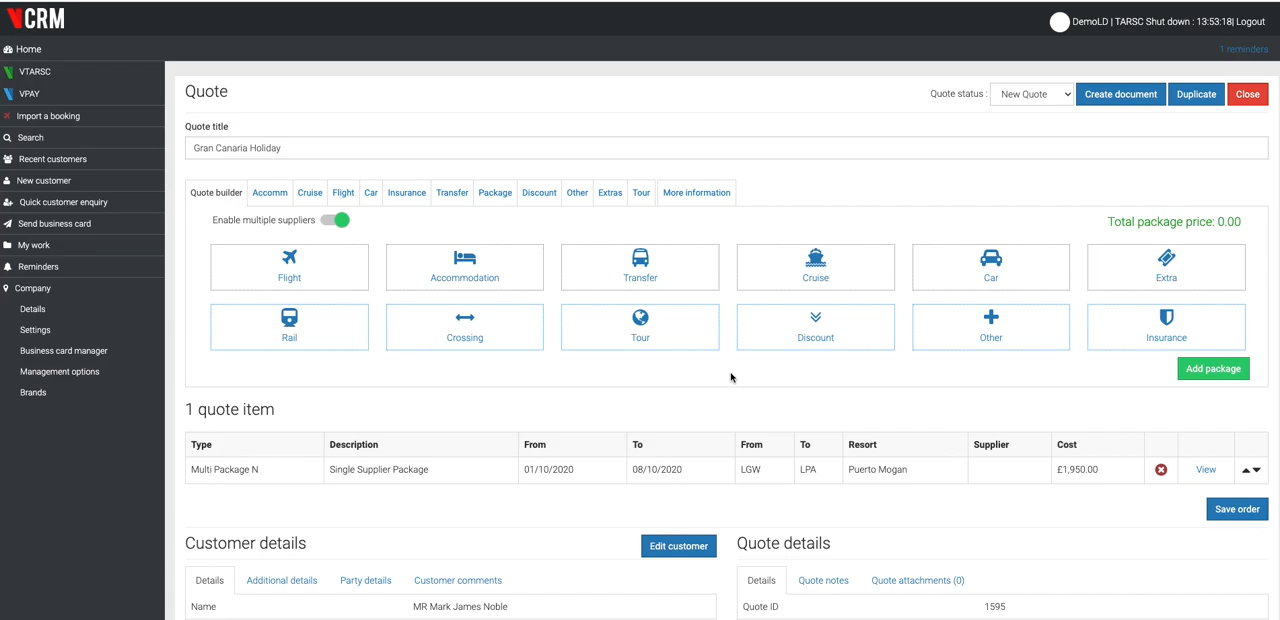 VCRM
DemoLD | TARSC Shut down : 13:53:18| Logout
Home
1 reminders
VTARSC
VPAY
Import a booking
Search
Recent customers
New customer
Quick customer enquiry
Send business card
My work
Reminders
Company
Details
Settings
Business card manager
Management options
Brands
Quote
Quote status :
New Quote
Create document
Duplicate
Close
Quote title
Gran Canaria Holiday
Quote builder
Accomm
Cruise
Flight
Car
Insurance
Transfer
Package
Discount
Other
Extras
Tour
More information
Enable multiple suppliers
Total package price: 0.00
Flight
Accommodation
Transfer
Cruise
Car
Extra
Rail
Crossing
Tour
Discount
Other
Insurance
Add package
1 quote item
Type Description From To From To Resort Supplier Cost
Multi Package N Single Supplier Package 01/10/2020 08/10/2020 LGW LPA Puerto Mogan £1,950.00 View
Save order
Customer details
Edit customer
Details
Additional details
Party details
Customer comments
Name MR Mark James Noble
Quote details
Details
Quote notes
Quote attachments (0)
Quote ID 1595